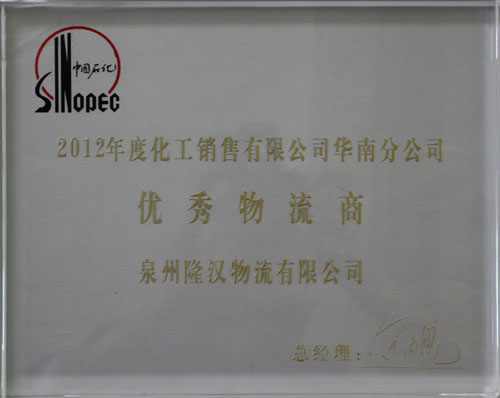 中国石化
SINOPEC
2012年度化工销售有限公司华南分公司
优秀物流商
泉州隆汉物流有限公司
总经理：